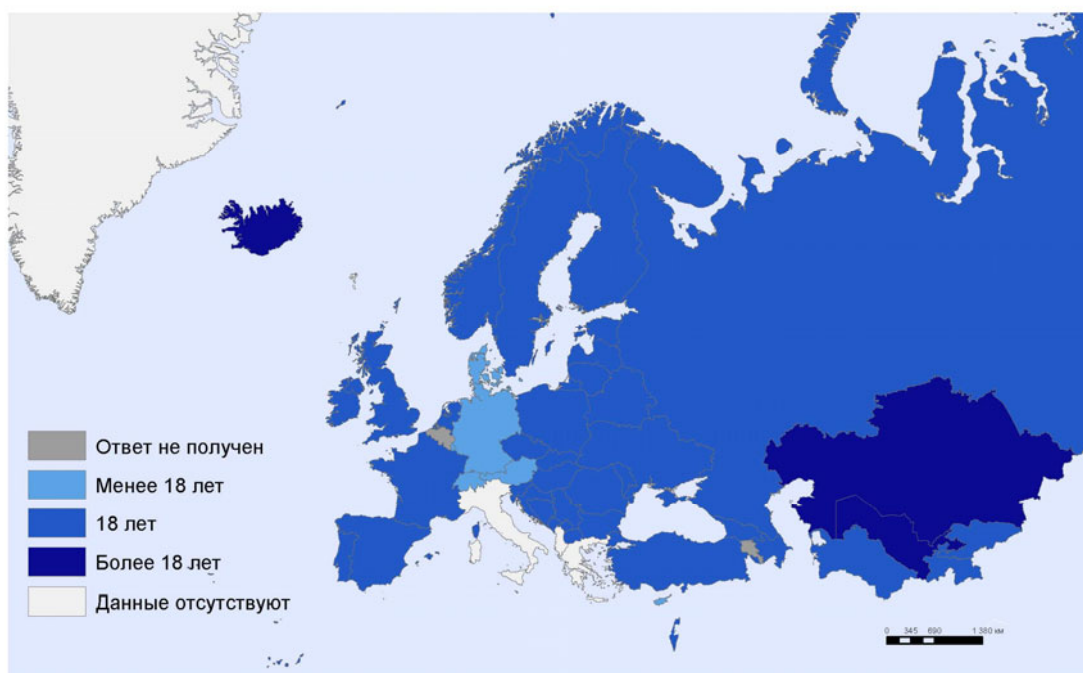 Ответ не получен
Менее 18 лет
18 лет
Более 18 лет
Данные отсутствуют
0 345 690 1 380 км